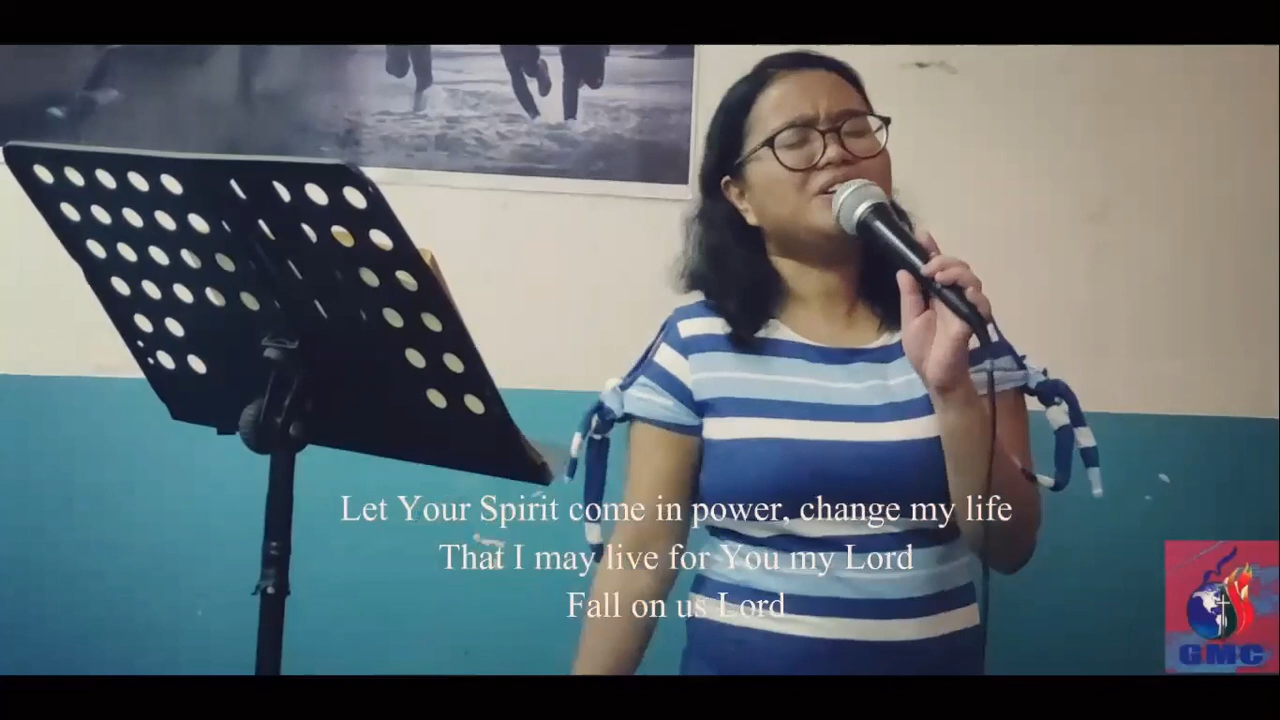 Let Your Spirit come in power, change my life
That I may live for You my Lord
Fall on us Lord
GMC